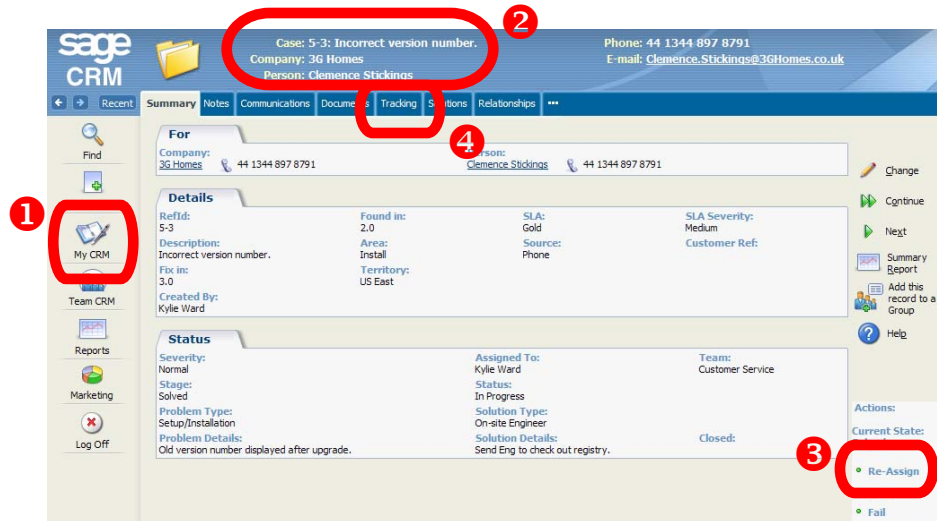 ❷
sage
CRM
Case: 5-3: Incorrect version number.
Company: 3G Homes
Person: Clemence Stickings
Phone: 44 1344 897 8791
E-mail: Clemence.Stickings@3GHomes.co.uk
Recent
Summary Notes Communications Documents Tracking Solutions Relationships •••
❹
Find
❶
My CRM
Team CRM
Reports
Marketing
Log Off
For
Company: Person:
3G Homes 44 1344 897 8791 Clemence Stickings 44 1344 897 8791
Details
RefId: Found in: SLA: SLA Severity:
5-3 2.0 Gold Medium
Description: Area: Source: Customer Ref:
Incorrect version number. Install Phone
Fix in: Territory:
3.0 US East
Created By:
Kylie Ward
Status
Severity: Assigned To: Team:
Normal Kylie Ward Customer Service
Stage: Status:
Solved In Progress
Problem Type: Solution Type:
Setup/Installation On-site Engineer
Problem Details: Solution Details: Closed:
Old version number displayed after upgrade. Send Eng to check out registry.
Change
Continue
Next
Summary
Report
Add this
record to a
Group
Help
Actions:
Current State:
❸
Re-Assign
Fail